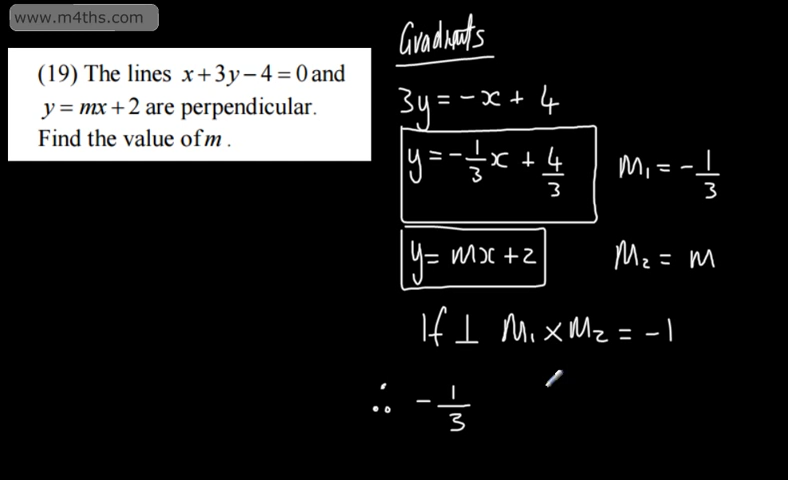 www.m4ths.com
(19) The lines x+3y−4=0 and
y=mx+2 are perpendicular.
Find the value of m.
Gradients
3y = -x + 4
y = -1/3x + 4/3
m₁ = -1/3
y = mx + 2
m₂ = m
If ⊥ m₁ × m₂ = -1
∴ -1/3